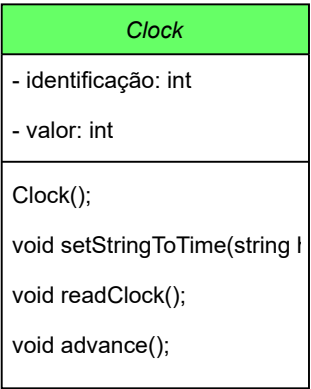 Clock
- identificação: int
- valor: int
Clock();
void setStringToTime(string
void readClock();
void advance();